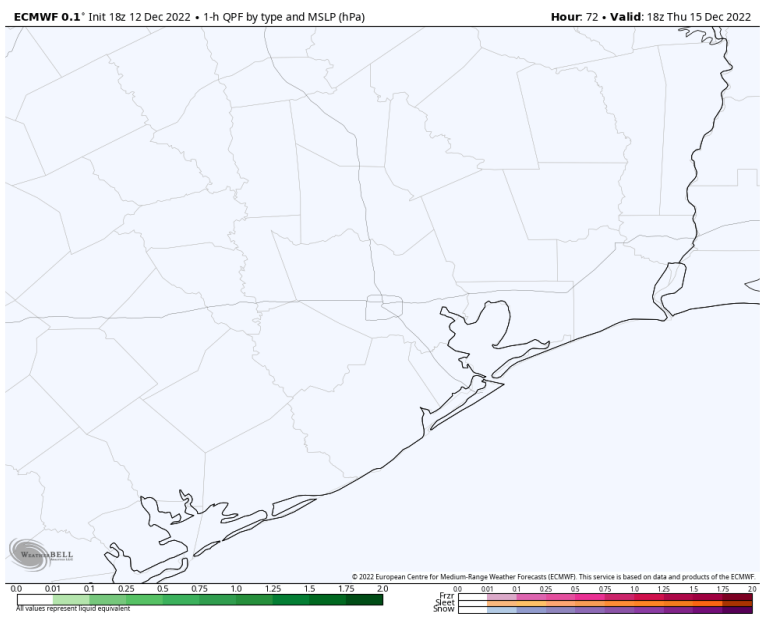 ECMWF 0.1° Init 18z 12 Dec 2022 • 1-h QPF by type and MSLP (hPa) Hour: 72 • Valid: 18z Thu 15 Dec 2022
WEATHERBELL
© 2022 European Centre for Medium-Range Weather Forecasts (ECMWF). This service is based on data and products of the ECMWF.
0.0 0.01 0.1 0.25 0.5 0.75 1.0 1.25 1.5 1.75 2.0
All values represent liquid equivalent
0.0 0.01 0.1 0.25 0.5 0.75 1.0 1.25 1.5 1.75 2.0
Frzr
Sleet
Snow